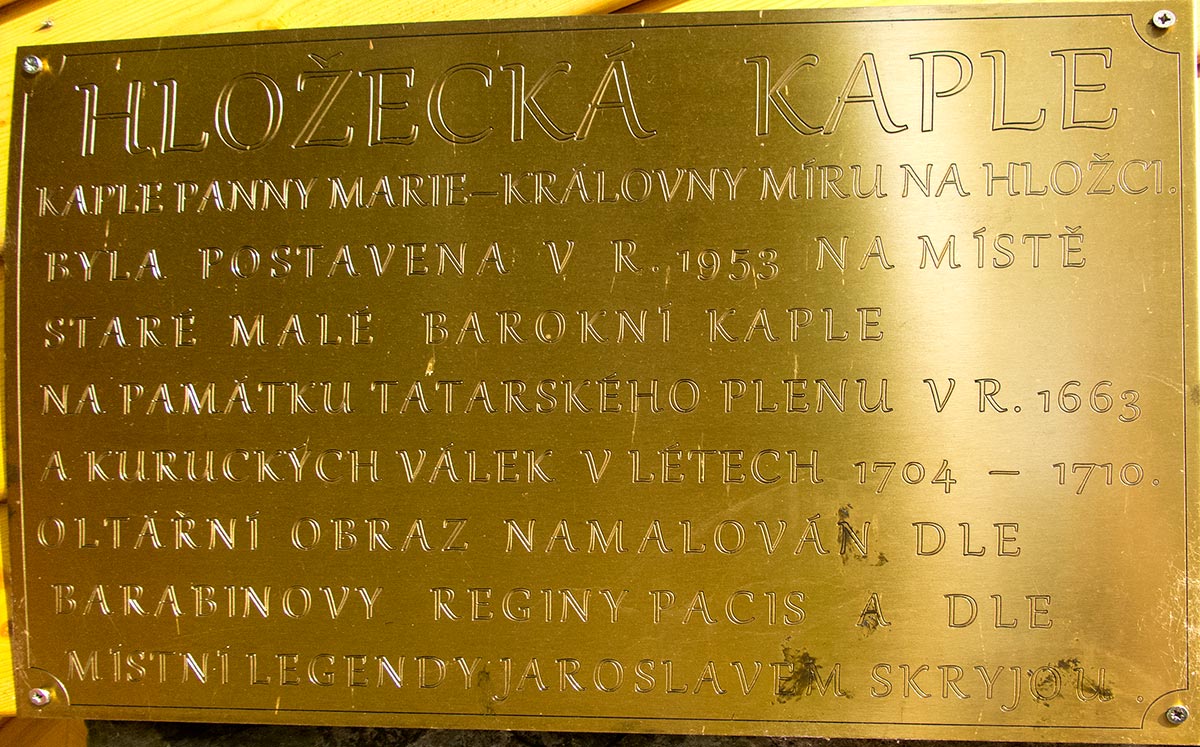 HLOŽECKÁ KAPLE
KAPLE PANNY MARIE–KRÁLOVNY MÍRU NA HLOŽCI.
BYLA POSTAVENA V R. 1953 NA MÍSTĚ
STARÉ MALÉ BAROKNÍ KAPLE
NA PAMÁTKU TATARSKÉHO PLENU V R. 1663
A KURUCKÝCH VÁLEK V LÉTECH 1704 – 1710.
OLTÁŘNÍ OBRAZ NAMALOVÁN DLE
BARABINOVY REGINY PACIS A DLE
MÍSTNÍ LEGENDY JAROSLAVEM SKRYJOU.